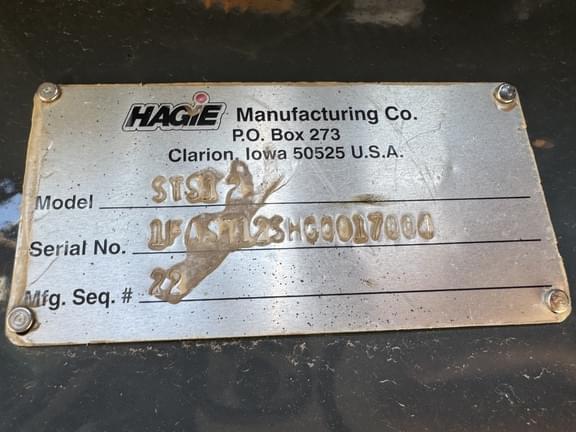 HAGIE Manufacturing Co.
P.O. Box 273
Clarion, Iowa 50525 U.S.A.
Model
Serial No.
Mfg. Seq. # 22